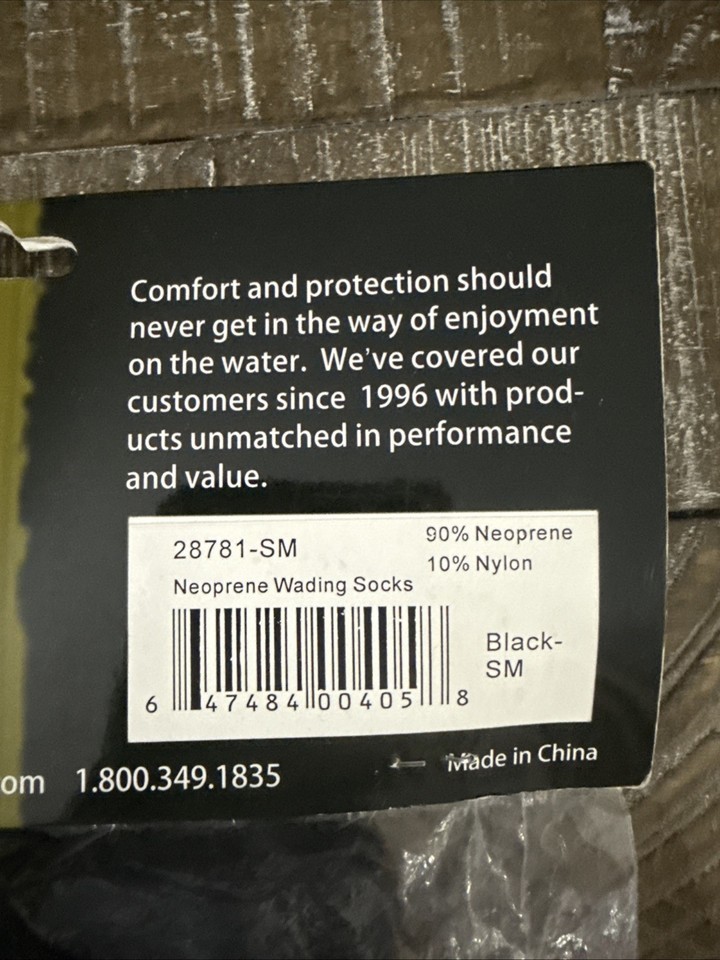 Comfort and protection should
never get in the way of enjoyment
on the water. We've covered our
customers since 1996 with prod-
ucts unmatched in performance
and value.
28781-SM
90% Neoprene
10% Nylon
Neoprene Wading Socks
Black-
SM
6 47484 00405 8
om 1.800.349.1835
Made in China